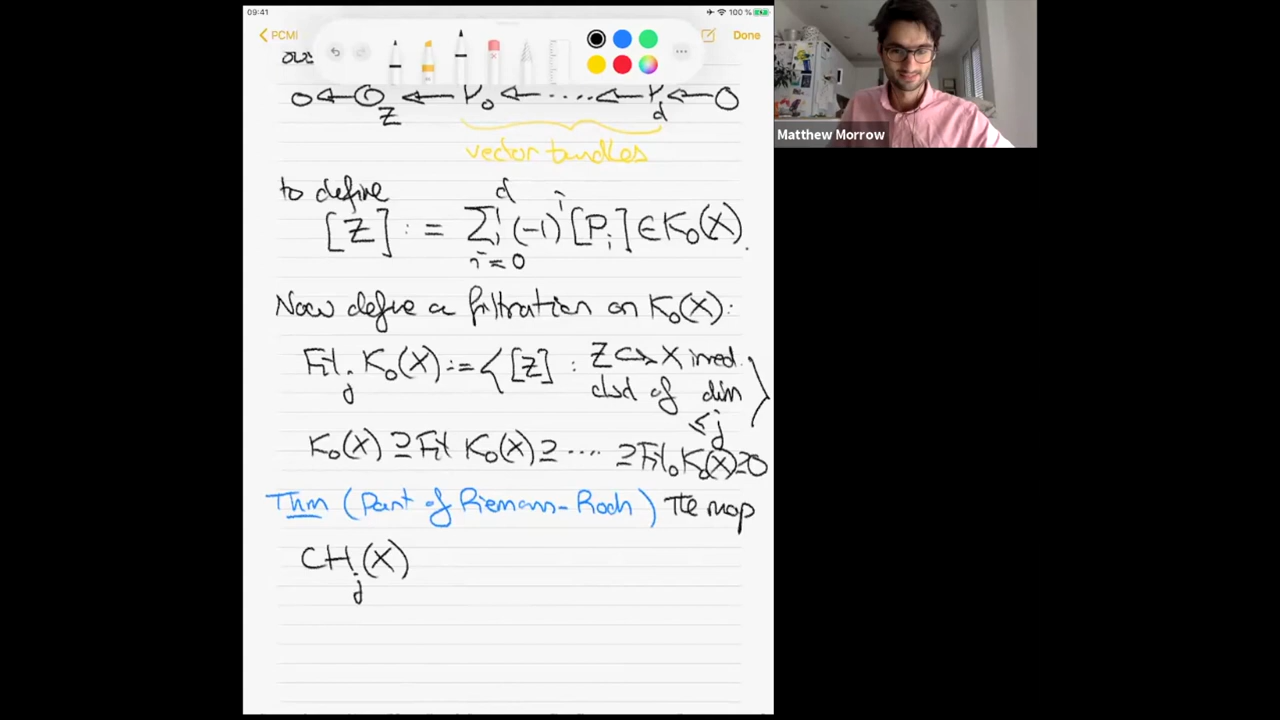 09:41
100 %
PCMI
Done
0 ← O_Z ← P_0 ← ..... ← P_d ← 0
vector bundles
to define
[Z] := Σ_{i=0}^{d} (-1)^i [P_i] ∈ K_0(X).
Now define a filtration on K_0(X):
Fil_j K_0(X) := < [Z] : Z ↪ X irred.
clsd of dim
≤ j >
K_0(X) ⊇ Fil K_0(X) ⊇ .... ⊇ Fil_0 K_0(X) ⊇ 0
Thm (Part of Riemann-Roch) The map
CH_j(X)
Matthew Morrow